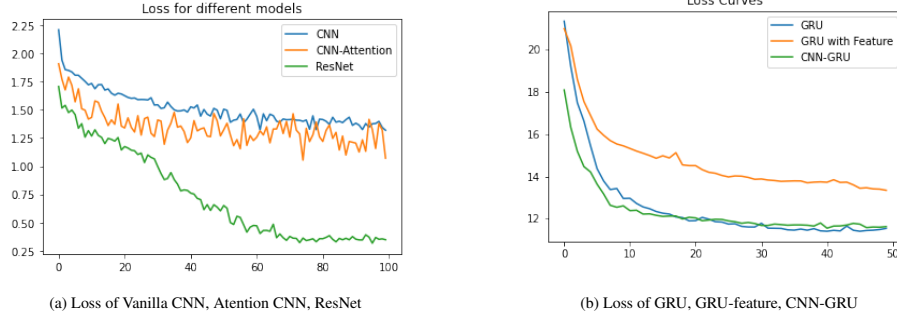 Loss for different models
2.25
2.00
1.75
1.50
1.25
1.00
0.75
0.50
0.25
CNN
CNN-Attention
ResNet
0 20 40 60 80 100
(a) Loss of Vanilla CNN, Atention CNN, ResNet
Loss Curves
20
18
16
14
12
GRU
GRU with Feature
CNN-GRU
0 10 20 30 40 50
(b) Loss of GRU, GRU-feature, CNN-GRU